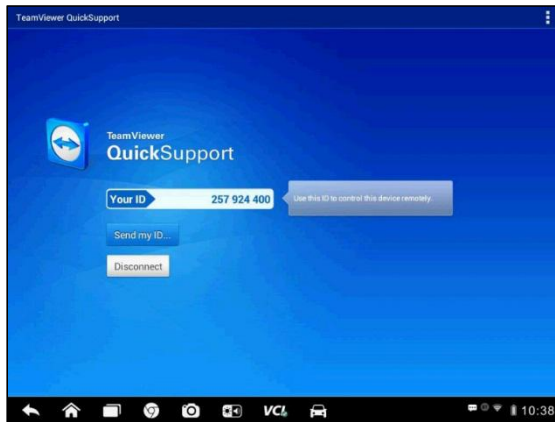 TeamViewer QuickSupport
TeamViewer
QuickSupport
Your ID
257 924 400
Use this ID to control this device remotely.
Send my ID...
Disconnect
VCI
10:38